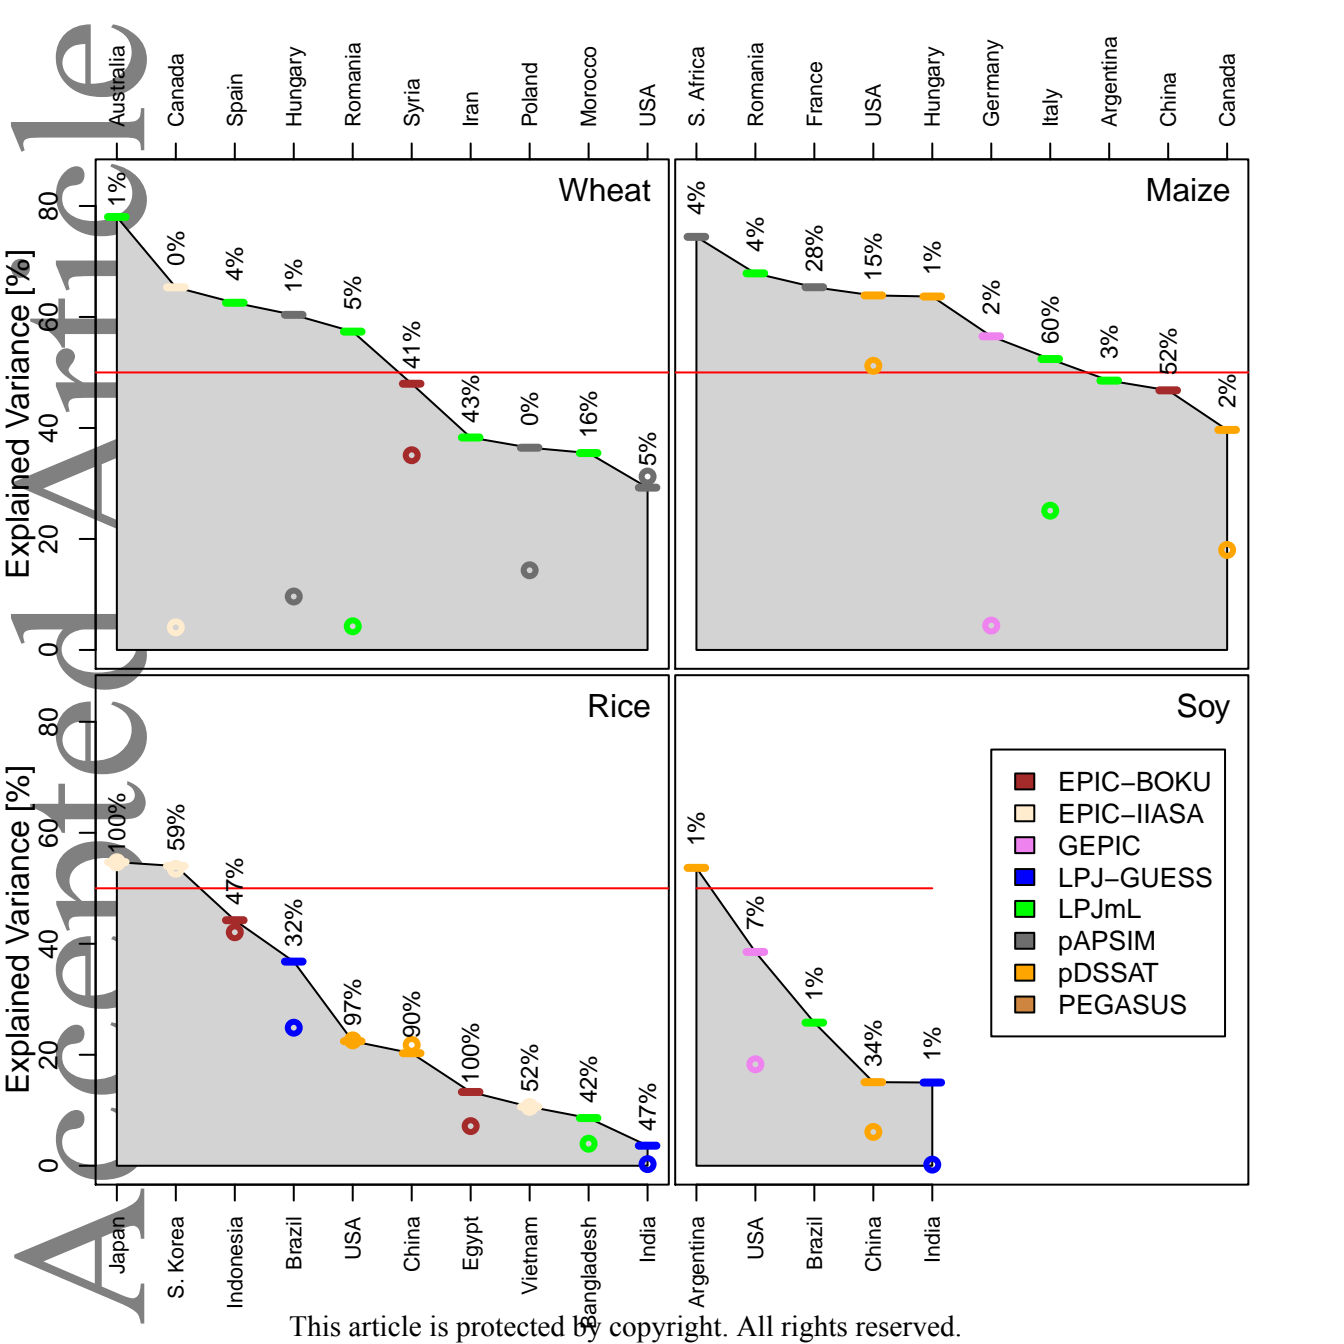 Accepted Article
Australia
Canada
Spain
Hungary
Romania
Syria
Iran
Poland
Morocco
USA
S. Africa
Romania
France
USA
Hungary
Germany
Italy
Argentina
China
Canada
Wheat
Explained Variance [%]
0
20
40
60
80
1%
0%
4%
1%
5%
41%
43%
0%
16%
5%
Maize
4%
4%
28%
15%
1%
2%
60%
3%
52%
2%
Rice
Explained Variance [%]
0
20
40
60
80
100%
59%
47%
32%
97%
90%
100%
52%
42%
47%
Soy
1%
7%
1%
34%
1%
EPIC−BOKU
EPIC−IIASA
GEPIC
LPJ−GUESS
LPJmL
pAPSIM
pDSSAT
PEGASUS
Japan
S. Korea
Indonesia
Brazil
USA
China
Egypt
Vietnam
Bangladesh
India
Argentina
USA
Brazil
China
India
This article is protected by copyright. All rights reserved.